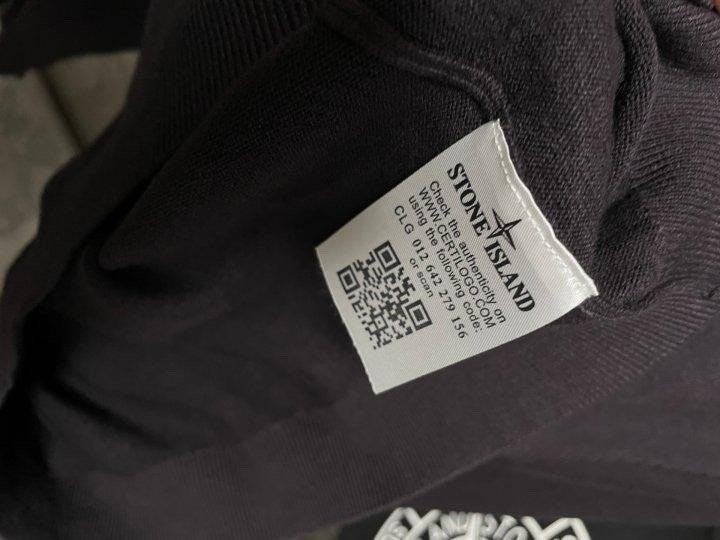 STONE ISLAND
Check the authenticity on
WWW.CERTILOGO.COM
using the following code:
CLG 012 642 279 156
or scan